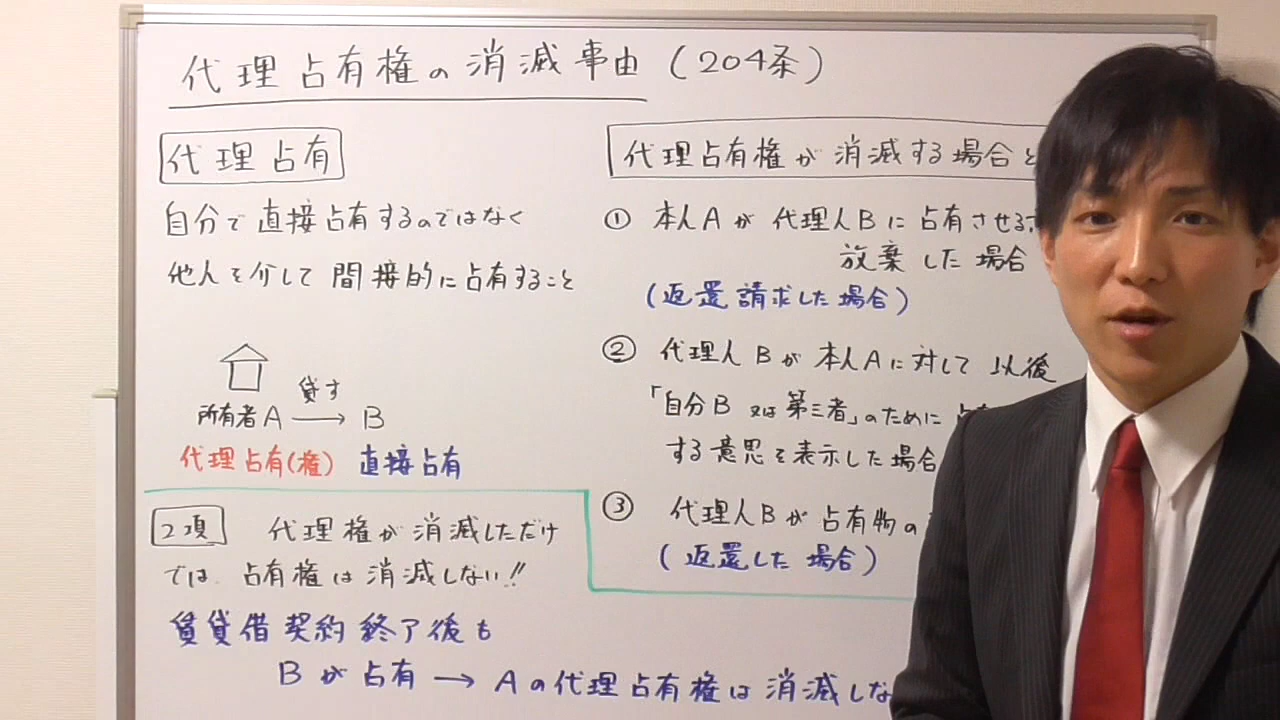 代理占有権の消滅事由(204条)
代理占有
自分で直接占有するのではなく
他人を介して間接的に占有すること
貸す
所有者A → B
代理占有(権) 直接占有
2項 代理権が消滅しただけ
では、占有権は消滅しない!!
賃貸借契約終了後も
Bが占有 → Aの代理占有権は消滅しな
代理占有権が消滅する場合と
① 本人Aが代理人Bに占有させる
放棄した場合
(返還請求した場合)
② 代理人Bが本人Aに対して以後
「自分B又は第三者」のために占
する意思を表示した場合
③ 代理人Bが占有物の
(返還した場合)